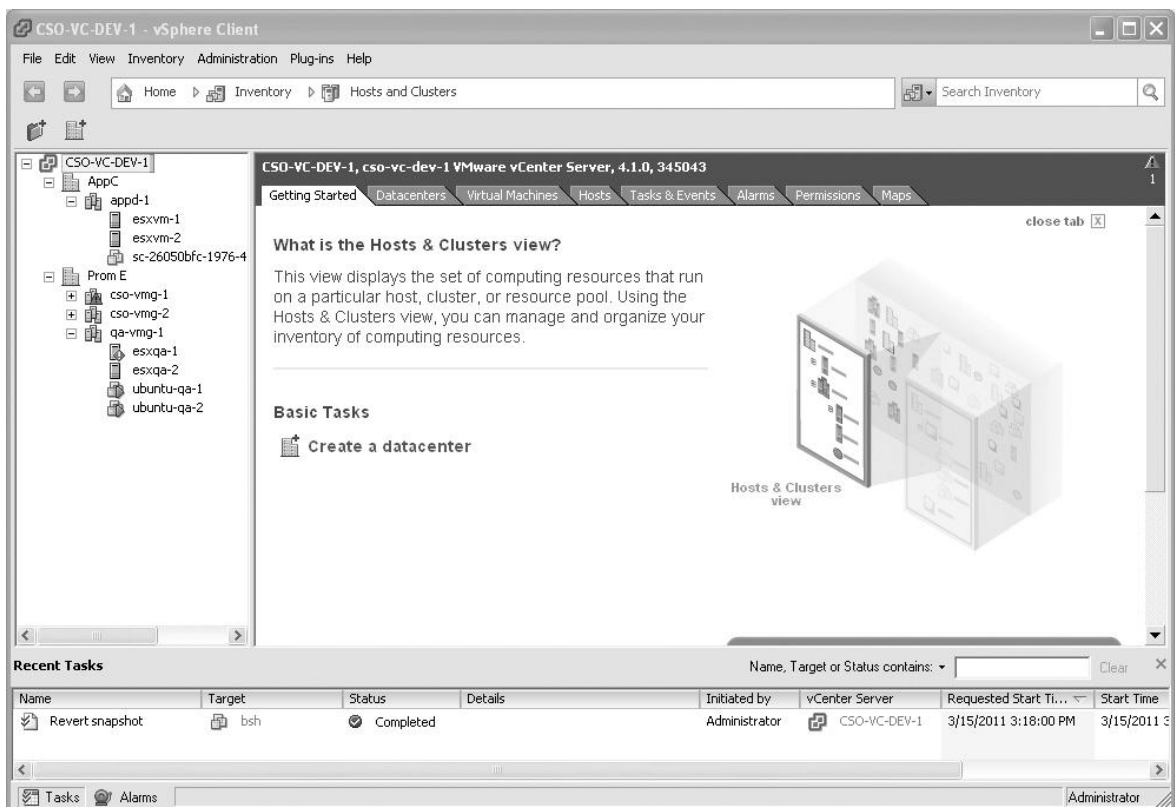 CSO-VC-DEV-1 - vSphere Client
File Edit View Inventory Administration Plug-ins Help
Home Inventory Hosts and Clusters Search Inventory
CSO-VC-DEV-1
AppC
appd-1
esxvm-1
esxvm-2
sc-26050bfc-1976-4
Prom E
cso-vmg-1
cso-vmg-2
qa-vmg-1
esxqa-1
esxqa-2
ubuntu-qa-1
ubuntu-qa-2
CSO-VC-DEV-1, cso-vc-dev-1 VMware vCenter Server, 4.1.0, 345043
1
Getting Started Datacenters Virtual Machines Hosts Tasks & Events Alarms Permissions Maps
close tab X
What is the Hosts & Clusters view?
This view displays the set of computing resources that run
on a particular host, cluster, or resource pool. Using the
Hosts & Clusters view, you can manage and organize your
inventory of computing resources.
Basic Tasks
Create a datacenter
Hosts & Clusters
view
Recent Tasks Name, Target or Status contains: Clear
Name Target Status Details Initiated by vCenter Server Requested Start Ti... Start Time
Revert snapshot bsh Completed Administrator CSO-VC-DEV-1 3/15/2011 3:18:00 PM 3/15/2011 3
Tasks Alarms Administrator